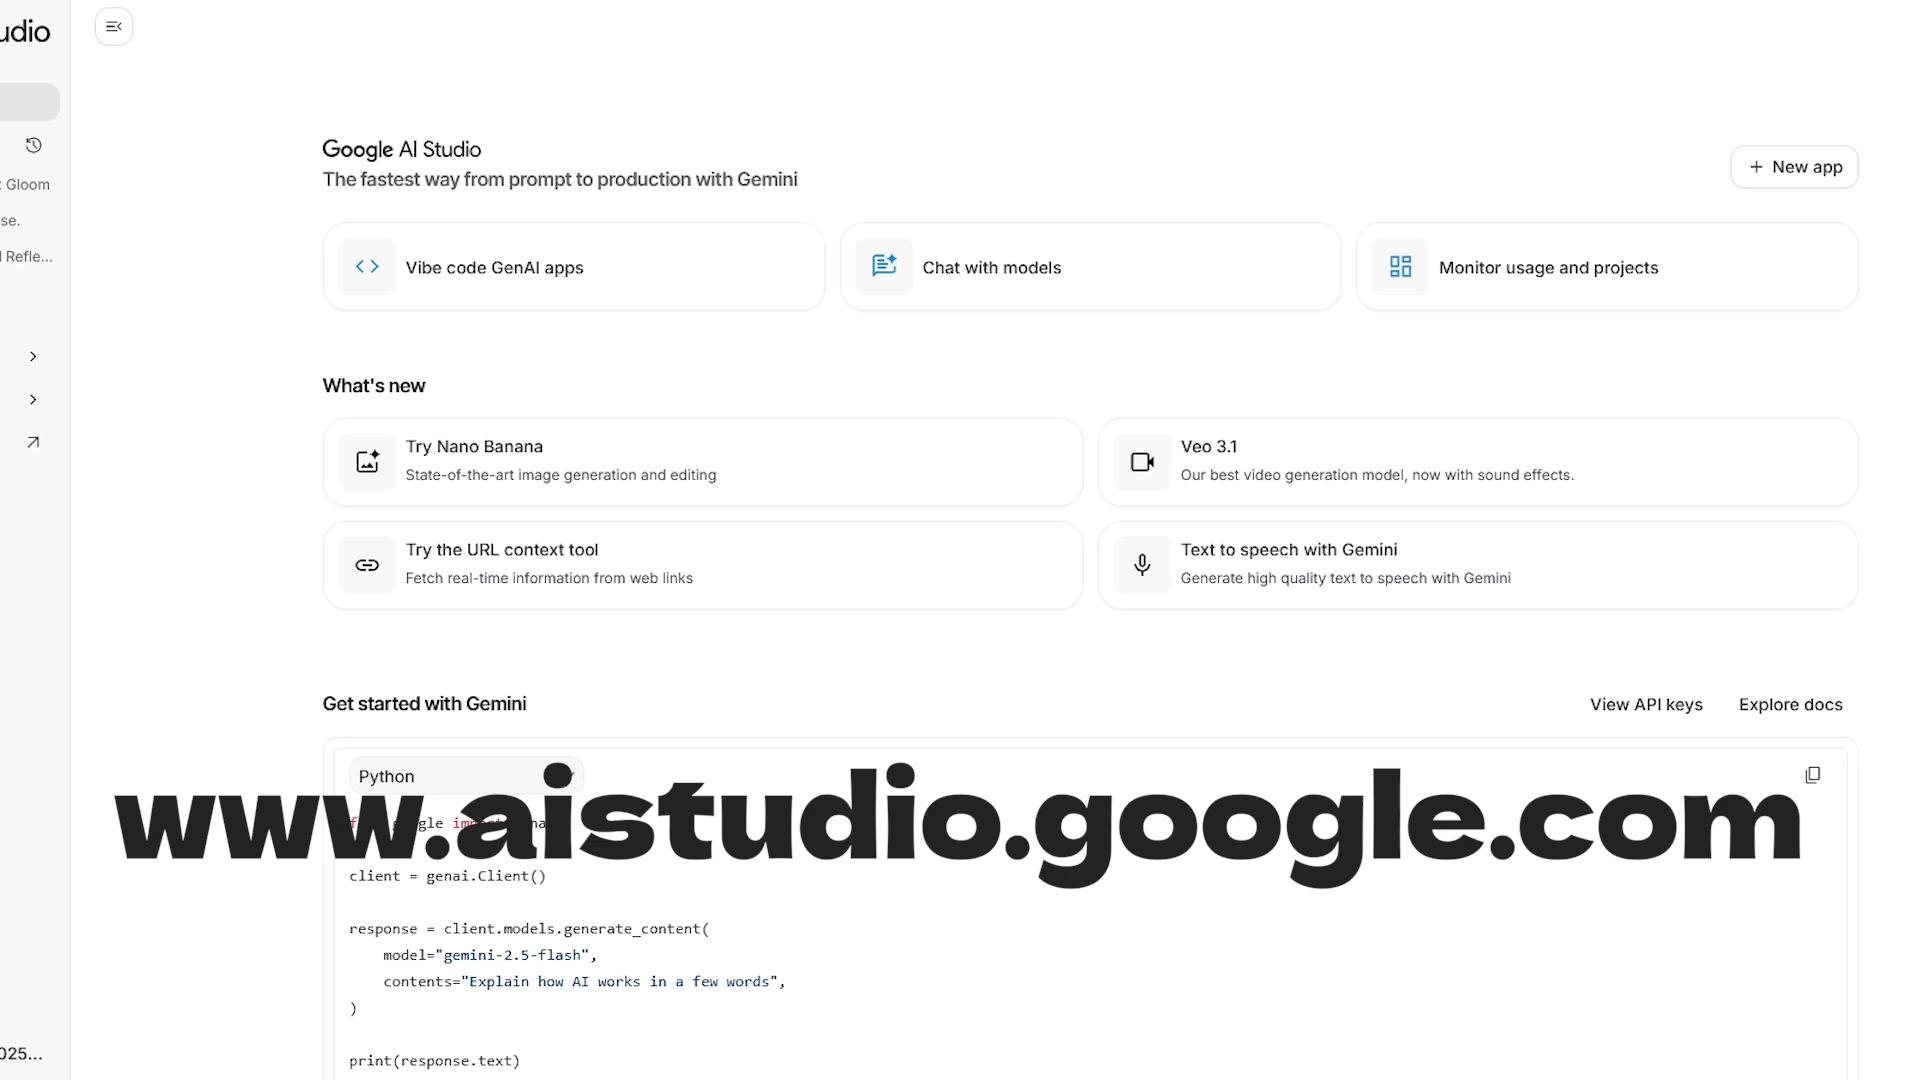 udio
Gloom
se.
Refle...
025...
Google AI Studio
The fastest way from prompt to production with Gemini
+ New app
Vibe code GenAI apps
Chat with models
Monitor usage and projects
What's new
Try Nano Banana
State-of-the-art image generation and editing
Veo 3.1
Our best video generation model, now with sound effects.
Try the URL context tool
Fetch real-time information from web links
Text to speech with Gemini
Generate high quality text to speech with Gemini
Get started with Gemini
View API keys
Explore docs
Python
www.aistudio.google.com
client = genai.Client()
response = client.models.generate_content(
model="gemini-2.5-flash",
contents="Explain how AI works in a few words",
)
print(response.text)